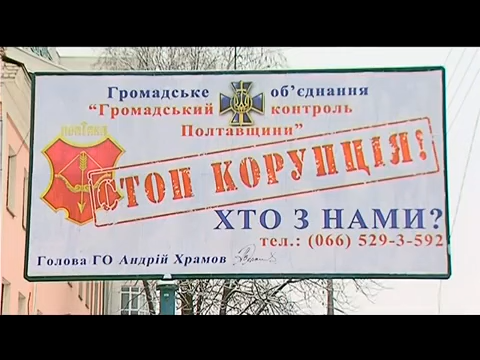 Громадське об'єднання
"Громадський контроль
Полтавщини"
ПОЛТАВА
СТОП КОРУПЦІЯ!
ХТО З НАМИ?
тел.: (066) 529-3-592
Голова ГО Андрій Храмов